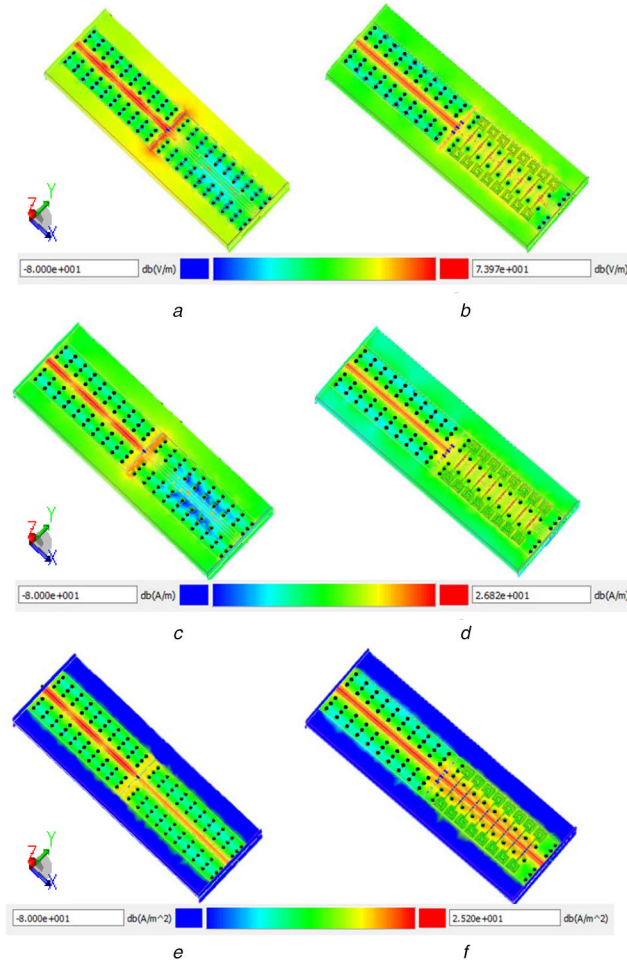 Z Y X
-8.000e+001 db(V/m) 7.397e+001 db(V/m)
a b
Z Y X
-8.000e+001 db(A/m) 2.682e+001 db(A/m)
c d
Z Y X
-8.000e+001 db(A/m^2) 2.520e+001 db(A/m^2)
e f